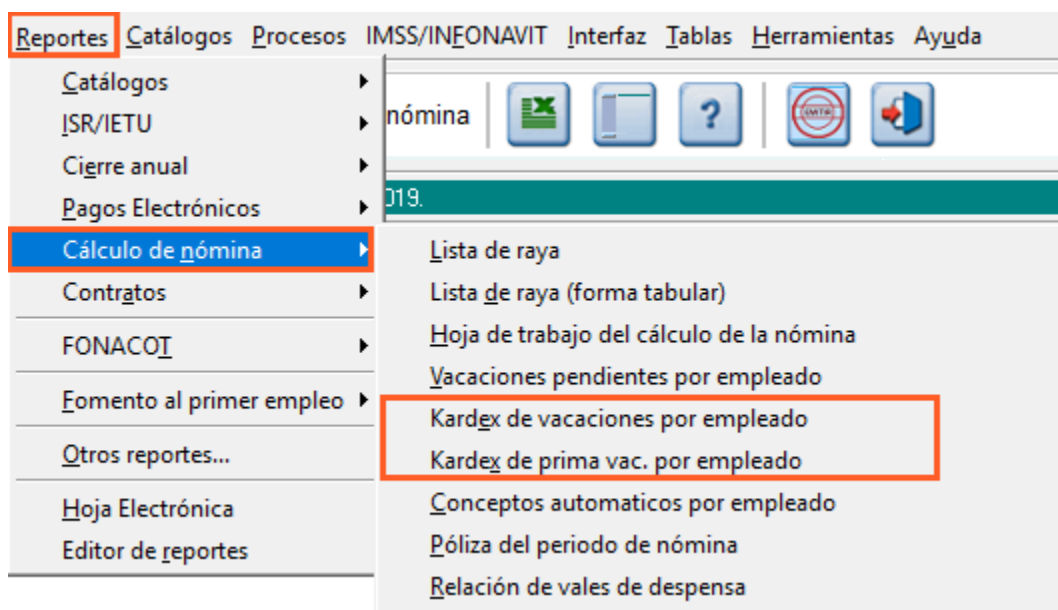 Reportes Catálogos Procesos IMSS/INFONAVIT Interfaz Tablas Herramientas Ayuda
Catálogos
ISR/IETU
Cierre anual
Pagos Electrónicos
Cálculo de nómina
Contratos
FONACOT
Fomento al primer empleo
Otros reportes...
Hoja Electrónica
Editor de reportes
nómina
?
019.
Lista de raya
Lista de raya (forma tabular)
Hoja de trabajo del cálculo de la nómina
Vacaciones pendientes por empleado
Kardex de vacaciones por empleado
Kardex de prima vac. por empleado
Conceptos automaticos por empleado
Póliza del periodo de nómina
Relación de vales de despensa